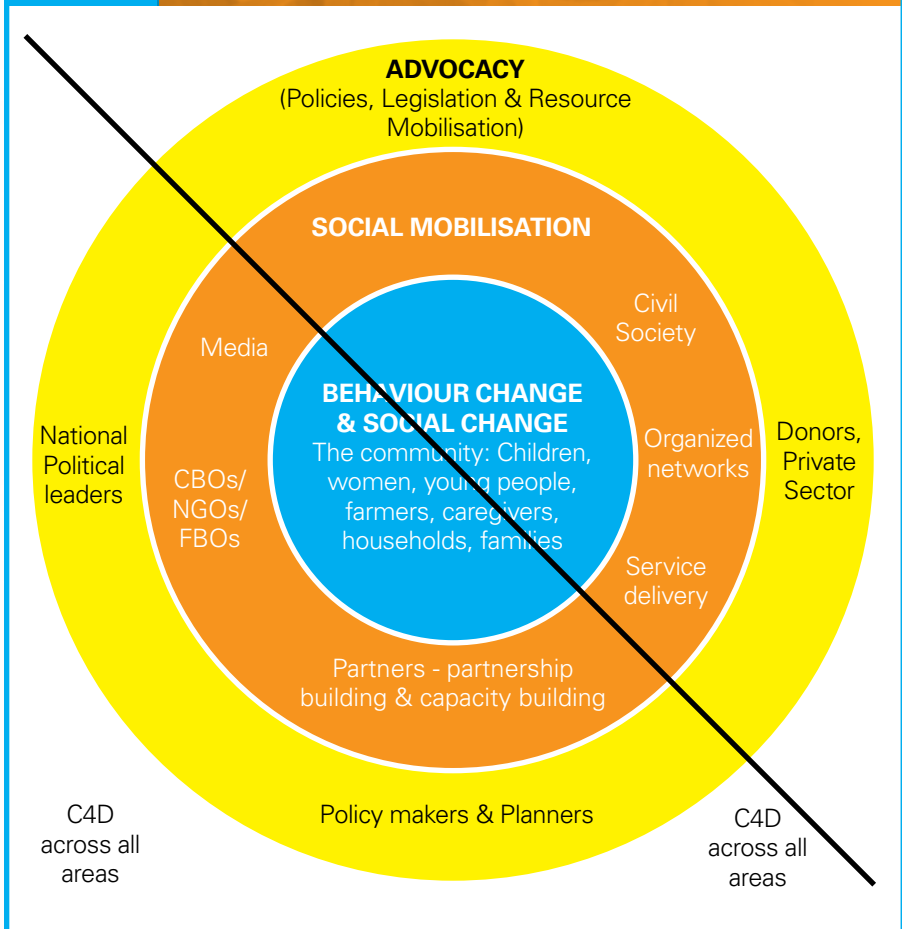 ADVOCACY
(Policies, Legislation & Resource
Mobilisation)
SOCIAL MOBILISATION
Civil
Society
Media
BEHAVIOUR CHANGE
& SOCIAL CHANGE
The community: Children,
women, young people,
farmers, caregivers,
households, families
National
Political
leaders
CBOs/
NGOs/
FBOs
Organized
networks
Donors,
Private
Sector
Service
delivery
Partners - partnership
building & capacity building
Policy makers & Planners
C4D
across all
areas
C4D
across all
areas